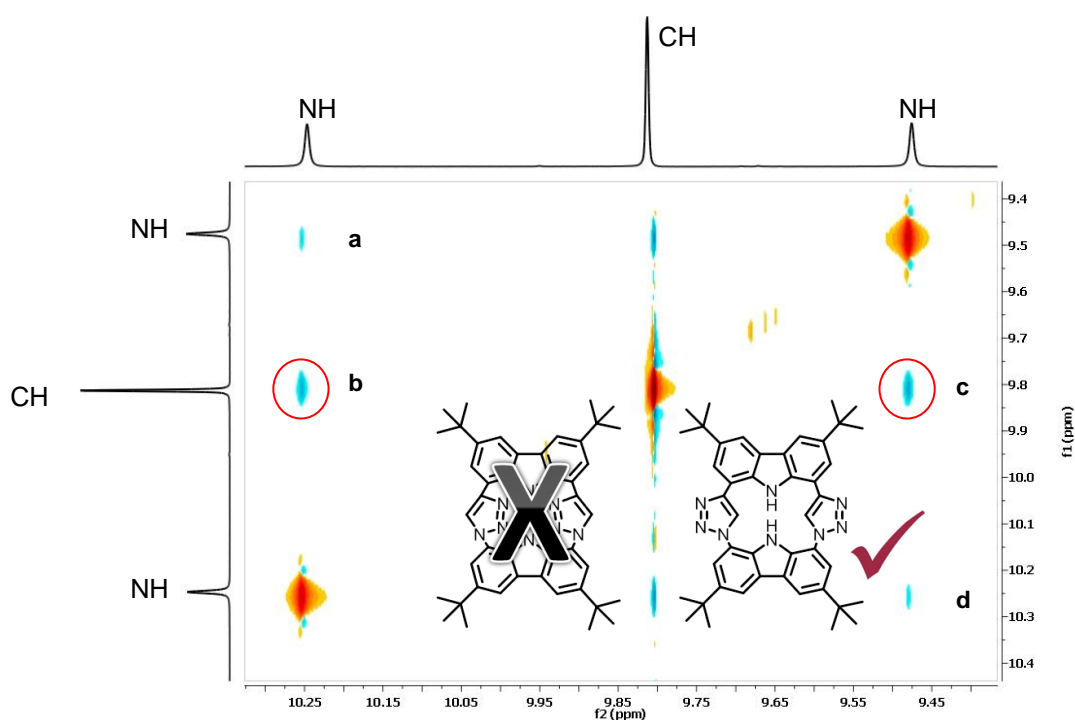 CH
NH
NH
NH
a
CH
b
c
NH
d
9.4
9.5
9.6
9.7
9.8
9.9
10.0
10.1
10.2
10.3
10.4
f1 (ppm)
10.25
10.15
10.05
9.95
9.85
9.75
9.65
9.55
9.45
f2 (ppm)
X
N
N
N
N
N
N
H
H
N
N
N
N
N